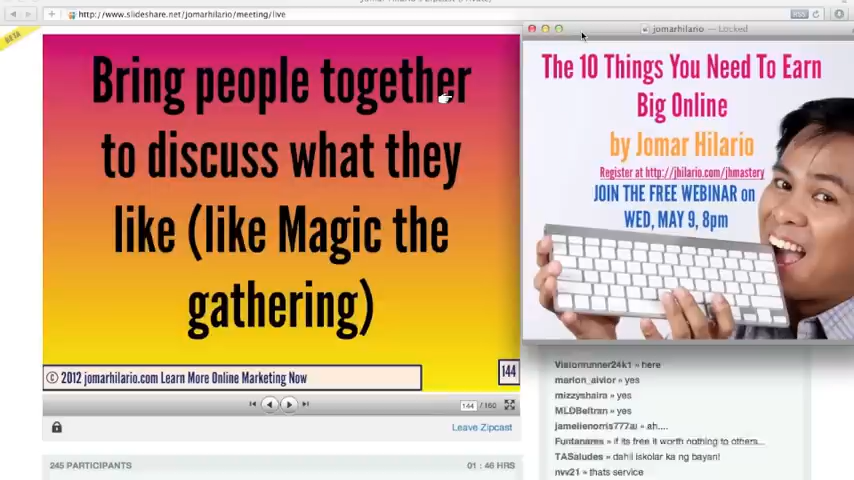 http://www.slideshare.net/jomarhilario/meeting/live
RSS
BETA
jomarhilario — Locked
Bring people together
to discuss what they
like (like Magic the
gathering)
© 2012 jomarhilario.com Learn More Online Marketing Now
144
144 / 160
Leave Zipcast
245 PARTICIPANTS
01 : 46 HRS
The 10 Things You Need To Earn
Big Online
by Jomar Hilario
Register at http://jhilario.com/jhmastery
JOIN THE FREE WEBINAR on
WED, MAY 9, 8pm
Visionrunner24k1 » here
marlon_alvior » yes
mizzyshaira » yes
MLDBeltran » yes
jamelienorris777au » ah....
Funtanares » if its free it worth nothing to others...
TASaludes » dahil iskolar ka ng bayan!
nvv21 » thats service